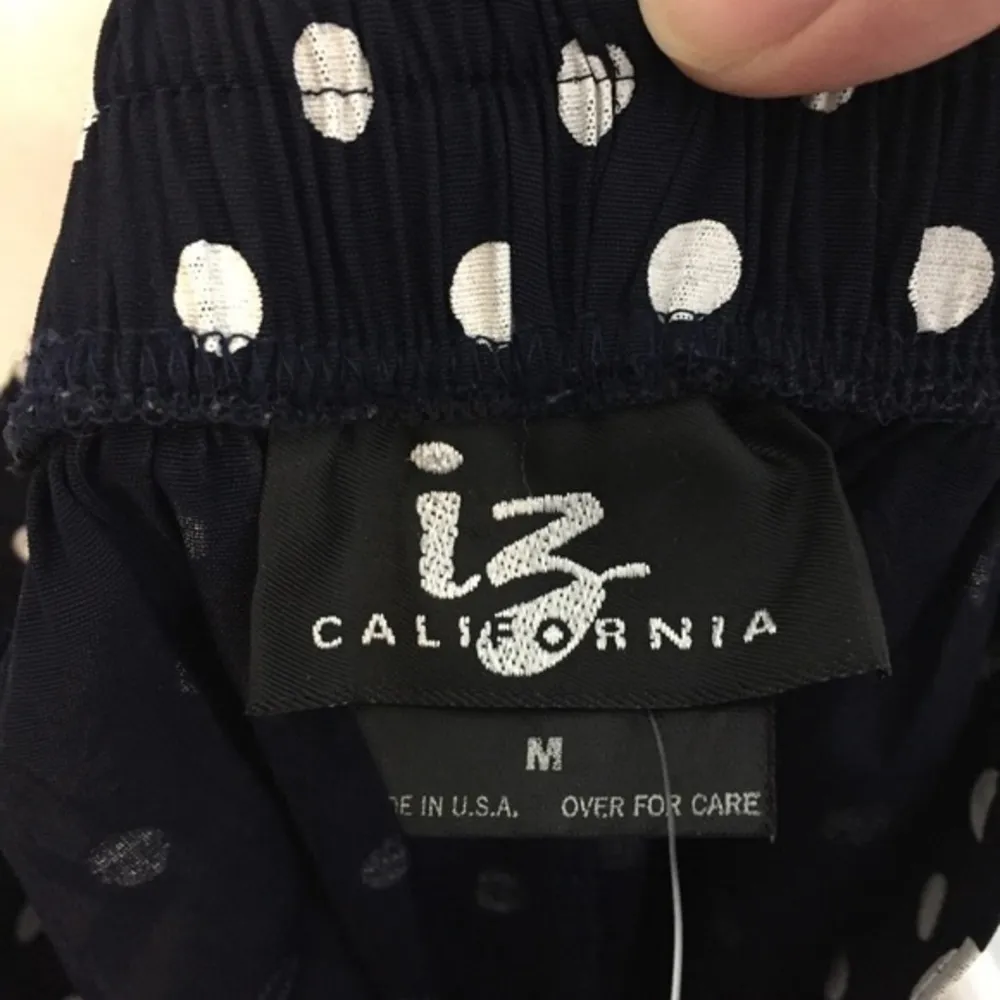 iz
CALIFORNIA
M
DE IN U.S.A. OVER FOR CARE